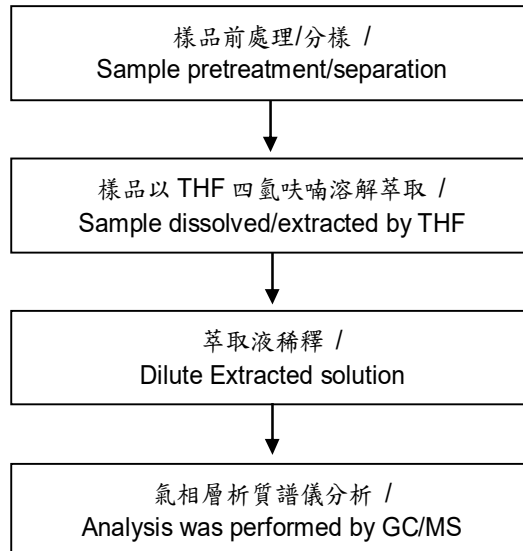 樣品前處理/分樣 /
Sample pretreatment/separation
樣品以 THF 四氫呋喃溶解萃取 /
Sample dissolved/extracted by THF
萃取液稀釋 /
Dilute Extracted solution
氣相層析質譜儀分析 /
Analysis was performed by GC/MS